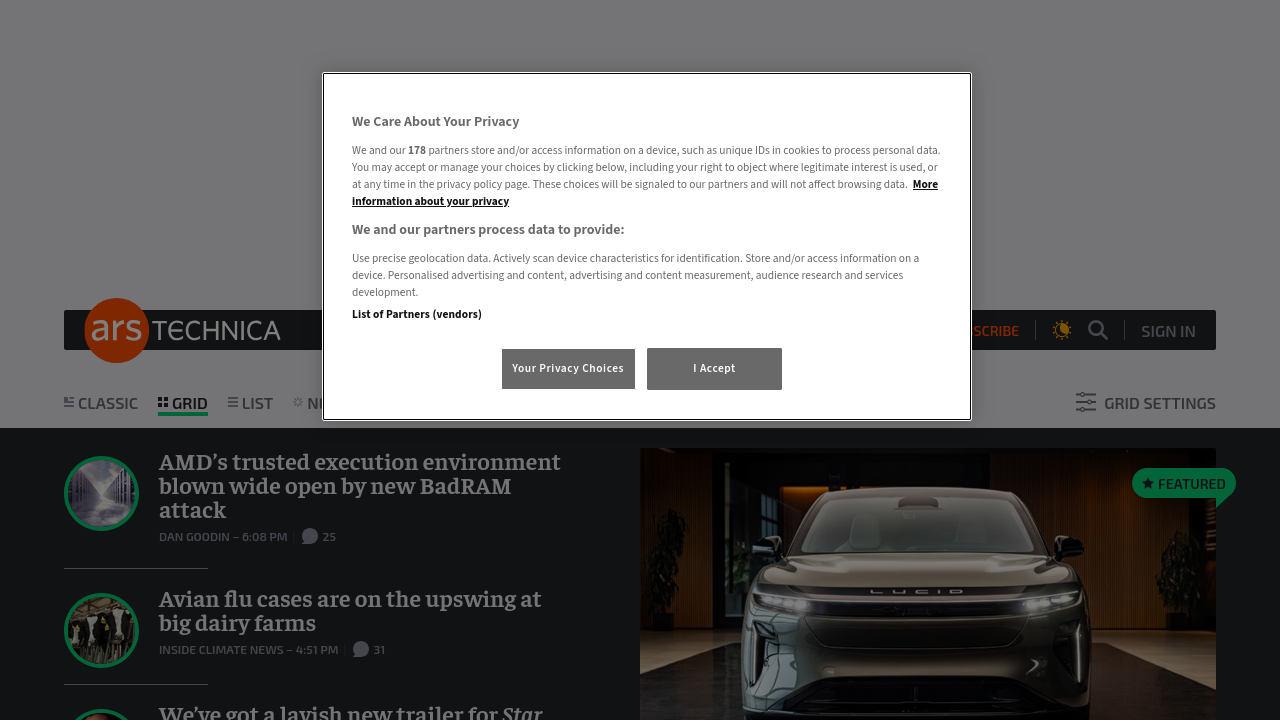 We Care About Your Privacy
We and our 178 partners store and/or access information on a device, such as unique IDs in cookies to process personal data.
You may accept or manage your choices by clicking below, including your right to object where legitimate interest is used, or
at any time in the privacy policy page. These choices will be signaled to our partners and will not affect browsing data. More
information about your privacy
We and our partners process data to provide:
Use precise geolocation data. Actively scan device characteristics for identification. Store and/or access information on a
device. Personalised advertising and content, advertising and content measurement, audience research and services
development.
List of Partners (vendors)
Your Privacy Choices
I Accept
ars TECHNICA
SCRIBE
SIGN IN
CLASSIC
GRID
LIST
GRID SETTINGS
AMD’s trusted execution environment
blown wide open by new BadRAM
attack
DAN GOODIN – 6:08 PM
25
Avian flu cases are on the upswing at
big dairy farms
INSIDE CLIMATE NEWS – 4:51 PM
31
We’ve got a lavish new trailer for Star
FEATURED
LUCID